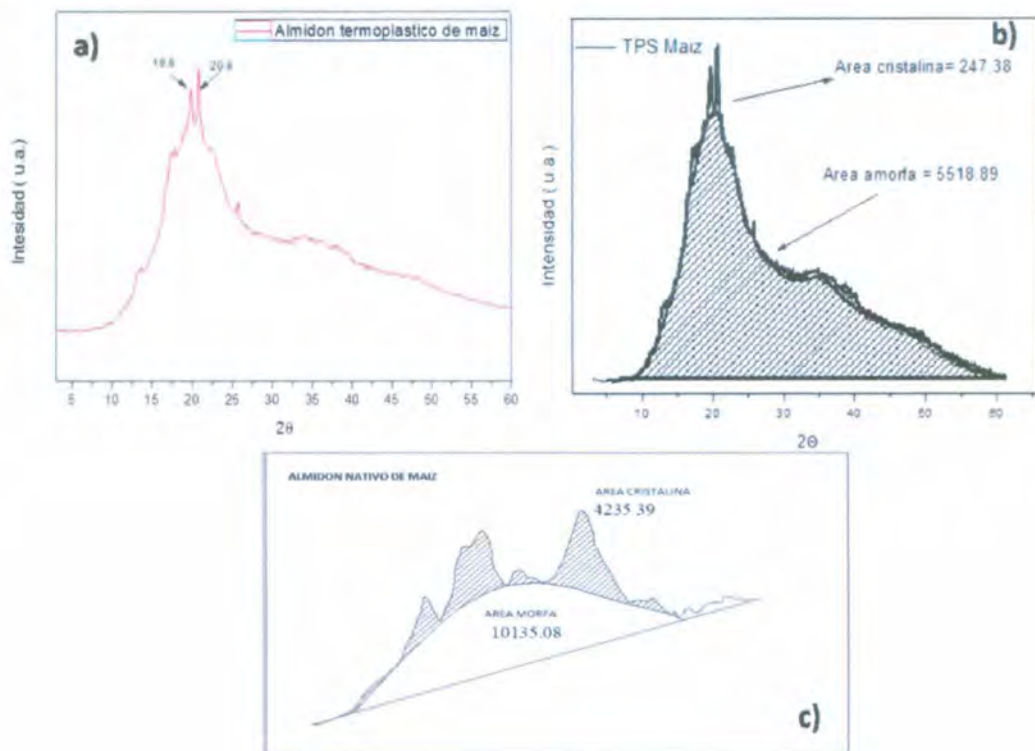 a)
Almidon termoplastico de maiz
20.8
Intesidad ( u.a.)
5 10 15 20 25 30 35 40 45 50 55 60
2θ
b)
TPS Maiz
Area cristalina= 247.38
Area amorfa = 5518.89
Intensidad ( u.a.)
10 20 30 40 50 60
2θ
ALMIDON NATIVO DE MAIZ
AREA CRISTALINA
4235.39
AREA MORFA
10135.08
c)